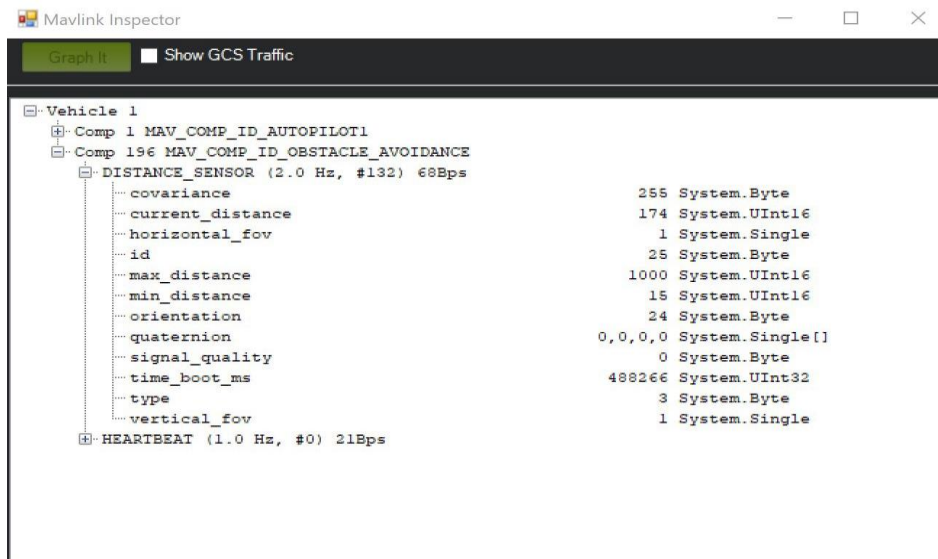 Mavlink Inspector
Graph It Show GCS Traffic
Vehicle 1
Comp 1 MAV_COMP_ID_AUTOPILOT1
Comp 196 MAV_COMP_ID_OBSTACLE_AVOIDANCE
DISTANCE_SENSOR (2.0 Hz, #132) 68Bps
covariance 255 System.Byte
current_distance 174 System.UInt16
horizontal_fov 1 System.Single
id 25 System.Byte
max_distance 1000 System.UInt16
min_distance 15 System.UInt16
orientation 24 System.Byte
quaternion 0,0,0,0 System.Single[]
signal_quality 0 System.Byte
time_boot_ms 488266 System.UInt32
type 3 System.Byte
vertical_fov 1 System.Single
HEARTBEAT (1.0 Hz, #0) 21Bps